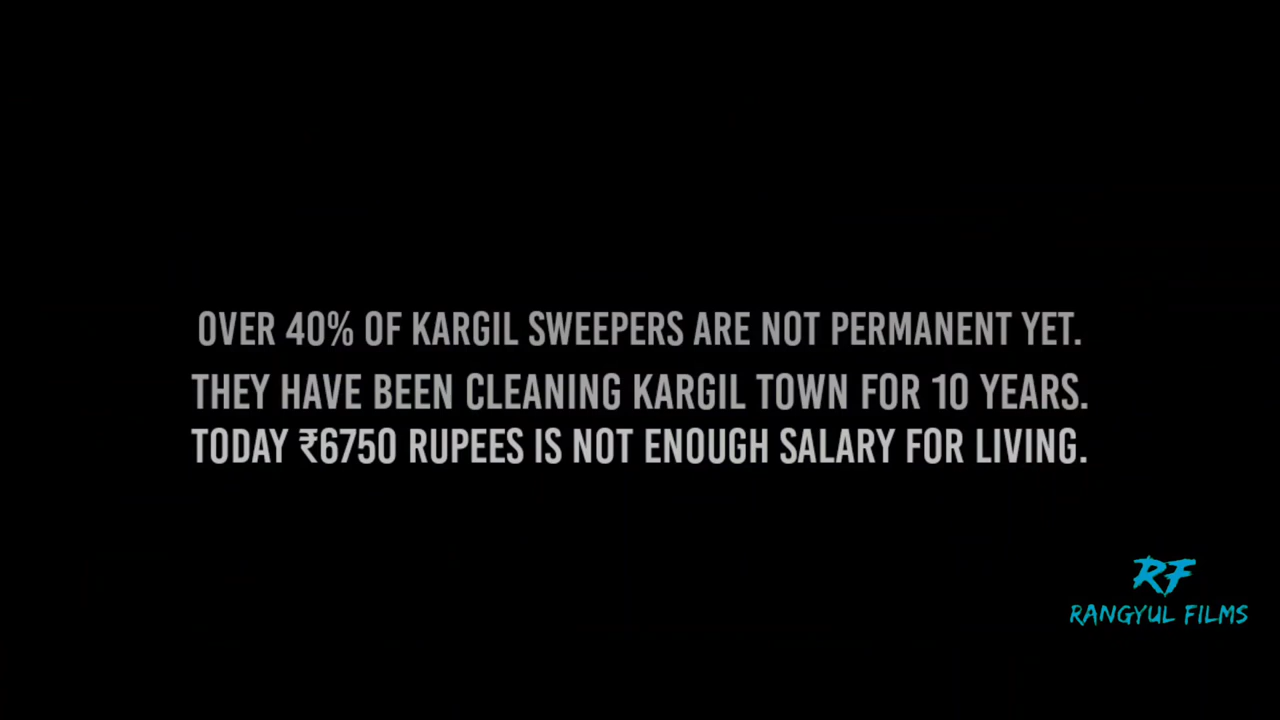 OVER 40% OF KARGIL SWEEPERS ARE NOT PERMANENT YET.
THEY HAVE BEEN CLEANING KARGIL TOWN FOR 10 YEARS.
TODAY ₹6750 RUPEES IS NOT ENOUGH SALARY FOR LIVING.
RF
RANGYUL FILMS